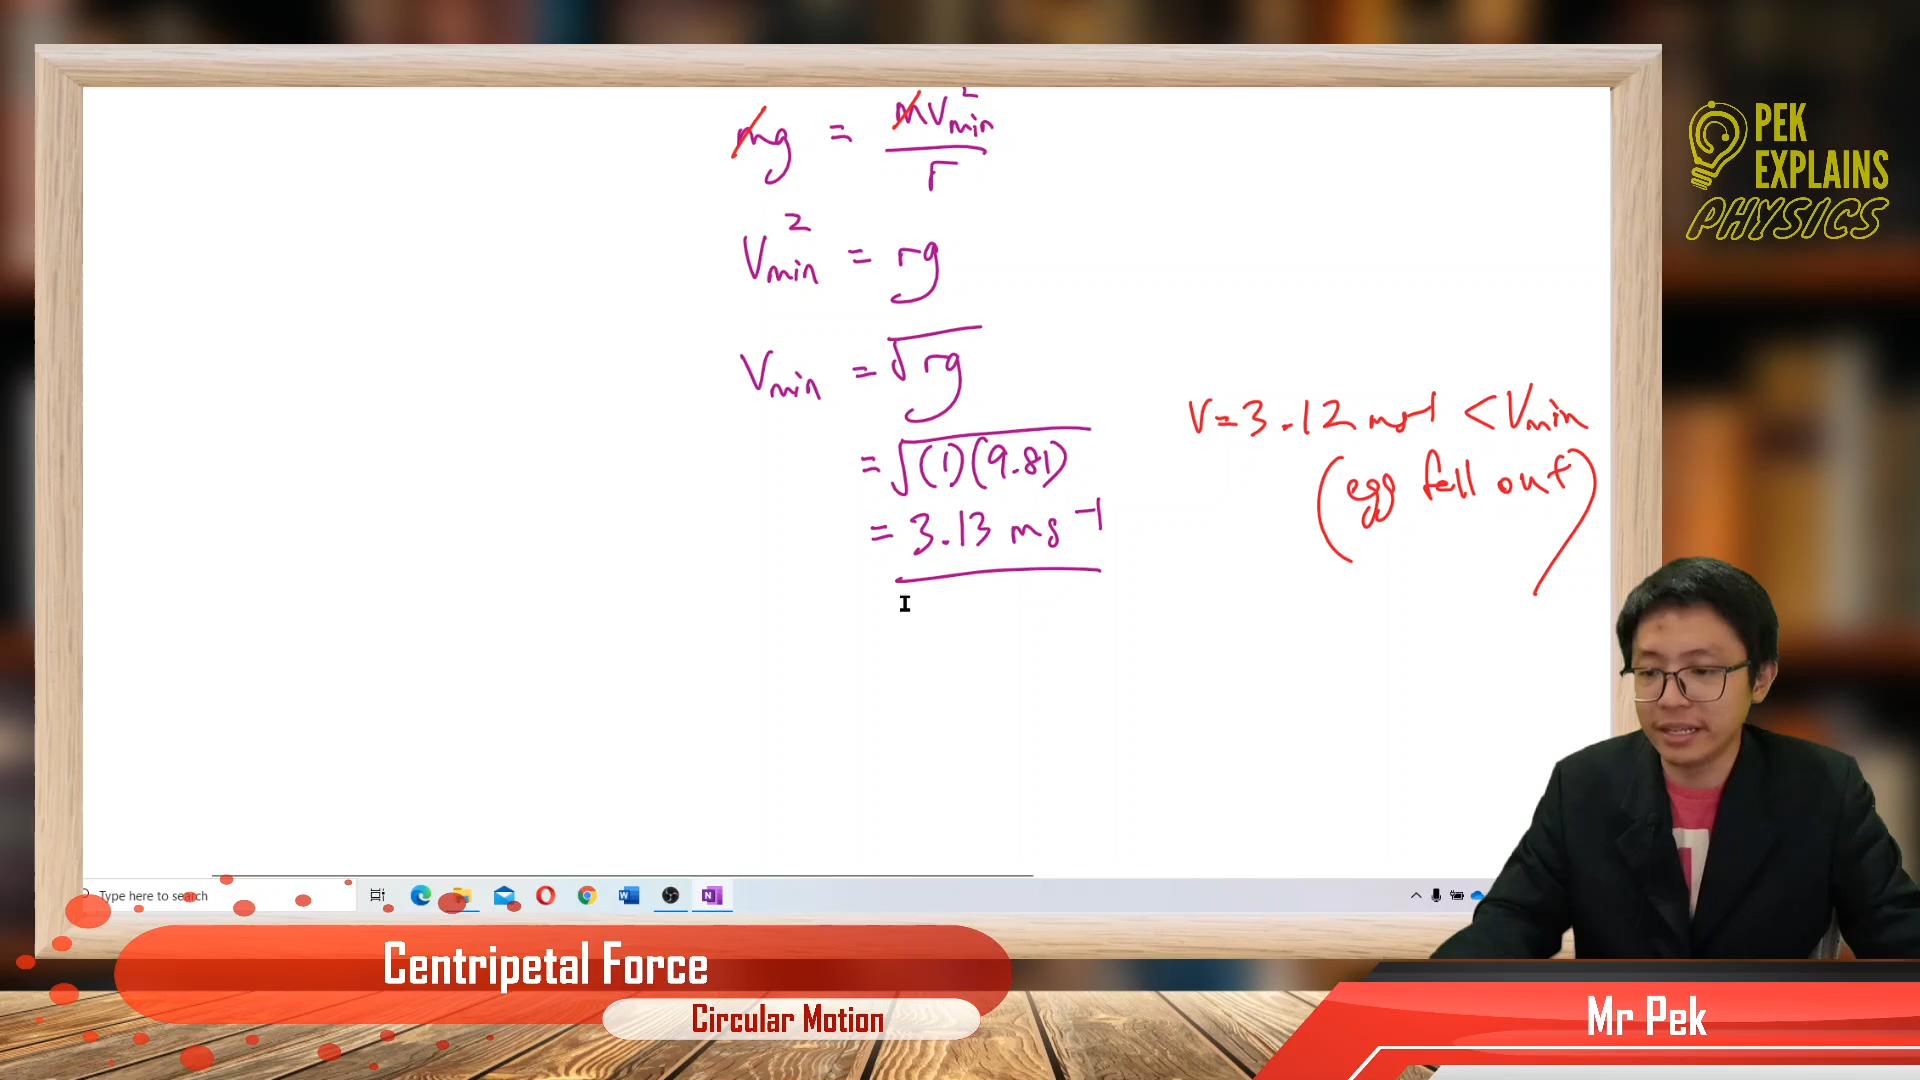 mg = mv²min / r
v²min = rg
vmin = √rg
= √(1)(9.81)
= 3.13 ms⁻¹
v=3.12 ms⁻¹ < vmin
(egg fell out)
PEK
EXPLAINS
PHYSICS
Type here to search
Centripetal Force
Circular Motion
Mr Pek